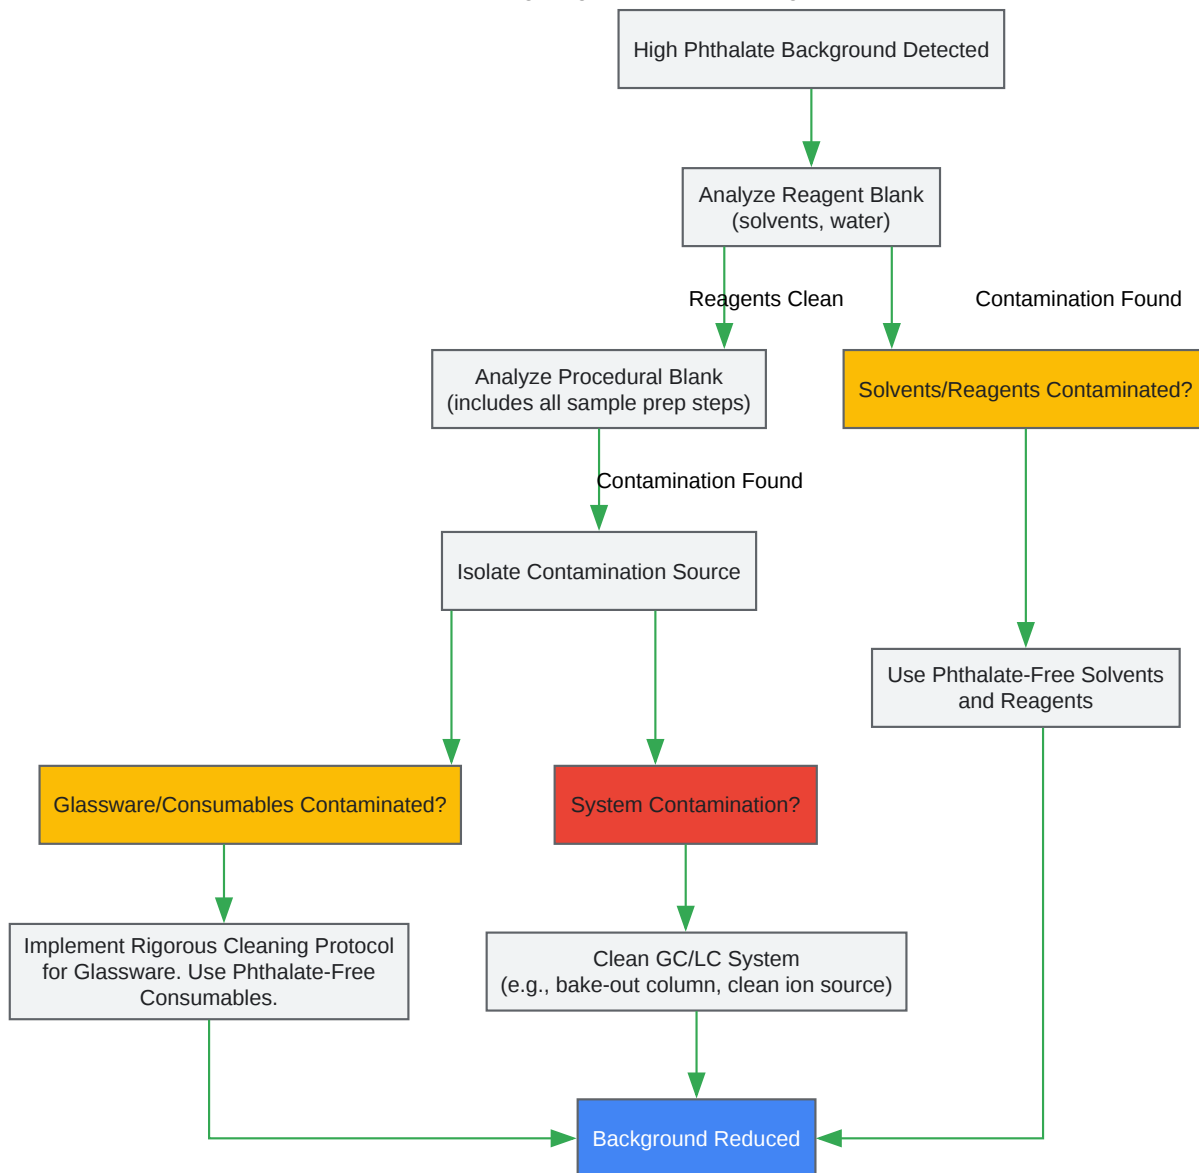 High Phthalate Background Detected
Analyze Reagent Blank
(solvents, water)
Reagents Clean
Contamination Found
Analyze Procedural Blank
(includes all sample prep steps)
Solvents/Reagents Contaminated?
Contamination Found
Isolate Contamination Source
Use Phthalate-Free Solvents
and Reagents
Glassware/Consumables Contaminated?
System Contamination?
Implement Rigorous Cleaning Protocol
for Glassware. Use Phthalate-Free
Consumables.
Clean GC/LC System
(e.g., bake-out column, clean ion source)
Background Reduced